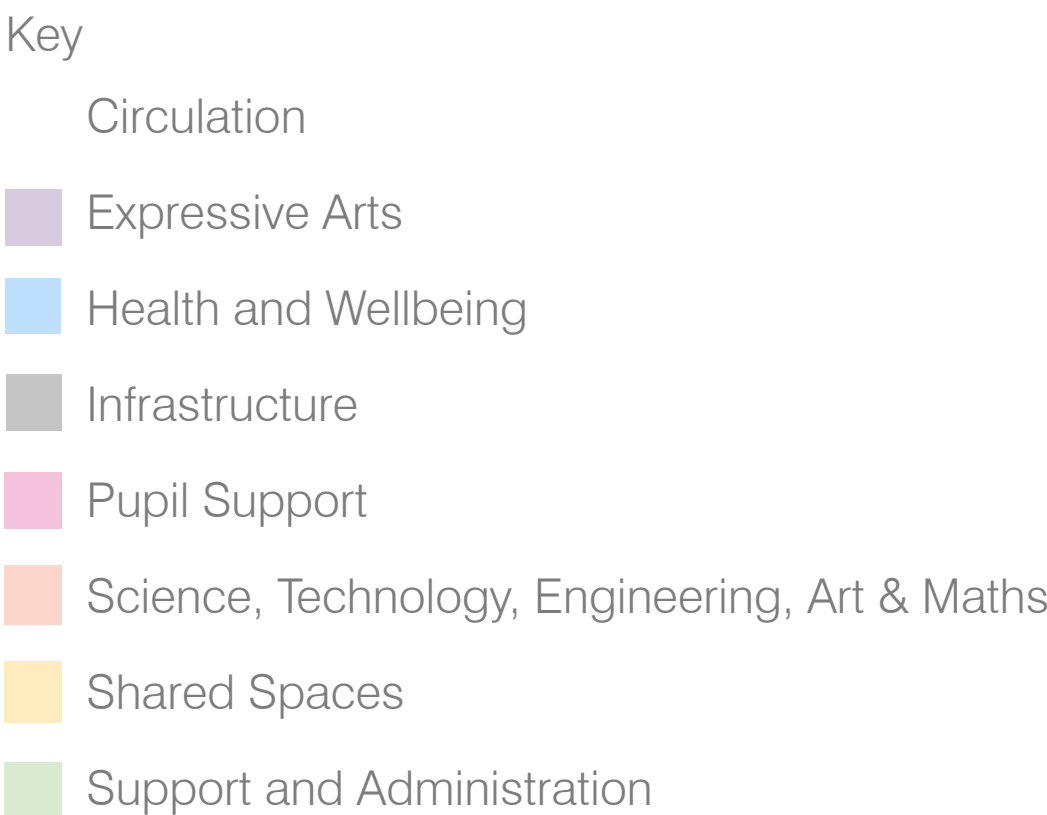 Key
Circulation
Expressive Arts
Health and Wellbeing
Infrastructure
Pupil Support
Science, Technology, Engineering, Art & Maths
Shared Spaces
Support and Administration